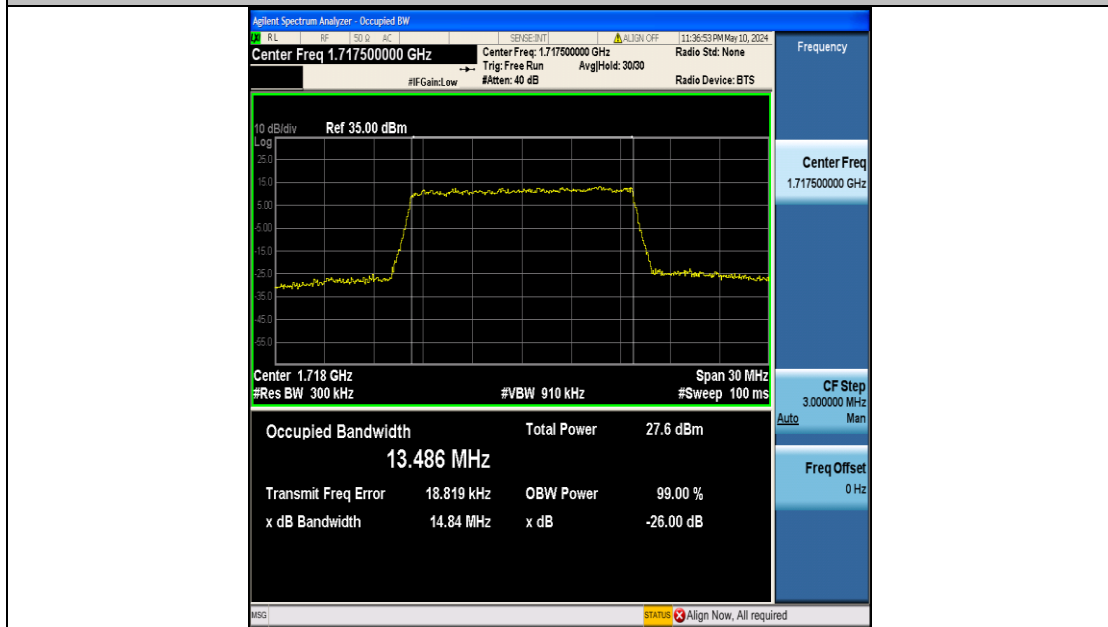 Agilent Spectrum Analyzer - Occupied BW
LXI RL RF 50 Ω AC SENSE:INT ALIGN OFF 11:36:53 PM May 10, 2024
Center Freq 1.717500000 GHz
Center Freq: 1.717500000 GHz
Radio Std: None
Trig: Free Run Avg|Hold: 30/30
#IFGain:Low #Atten: 40 dB Radio Device: BTS
10 dB/div Ref 35.00 dBm
Log
25.0
15.0
5.00
-5.00
-15.0
-25.0
-35.0
-45.0
-55.0
Center 1.718 GHz Span 30 MHz
#Res BW 300 kHz #VBW 910 kHz #Sweep 100 ms
Occupied Bandwidth Total Power 27.6 dBm
13.486 MHz
Transmit Freq Error 18.819 kHz OBW Power 99.00 %
x dB Bandwidth 14.84 MHz x dB -26.00 dB
Frequency
Center Freq
1.717500000 GHz
CF Step
3.000000 MHz
Auto Man
Freq Offset
0 Hz
MSG STATUS Align Now, All required